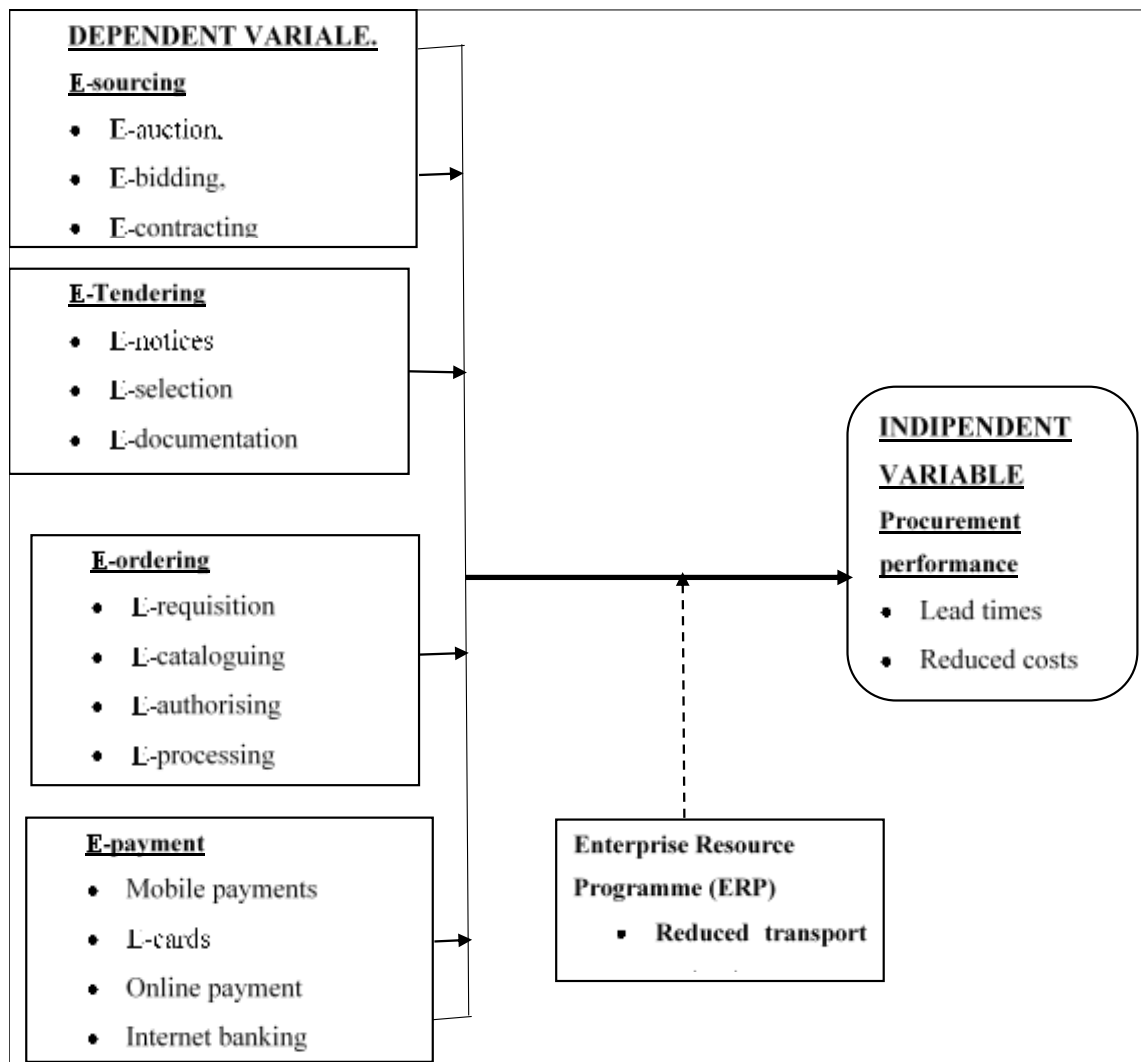 DEPENDENT VARIALE.
E-sourcing
• E-auction.
• E-bidding,
• E-contracting
E-Tendering
• E-notices
• E-selection
• E-documentation
E-ordering
• E-requisition
• E-cataloguing
• E-authorising
• E-processing
E-payment
• Mobile payments
• E-cards
• Online payment
• Internet banking
Enterprise Resource
Programme (ERP)
• Reduced transport
INDIPENDENT
VARIABLE
Procurement
performance
• Lead times
• Reduced costs